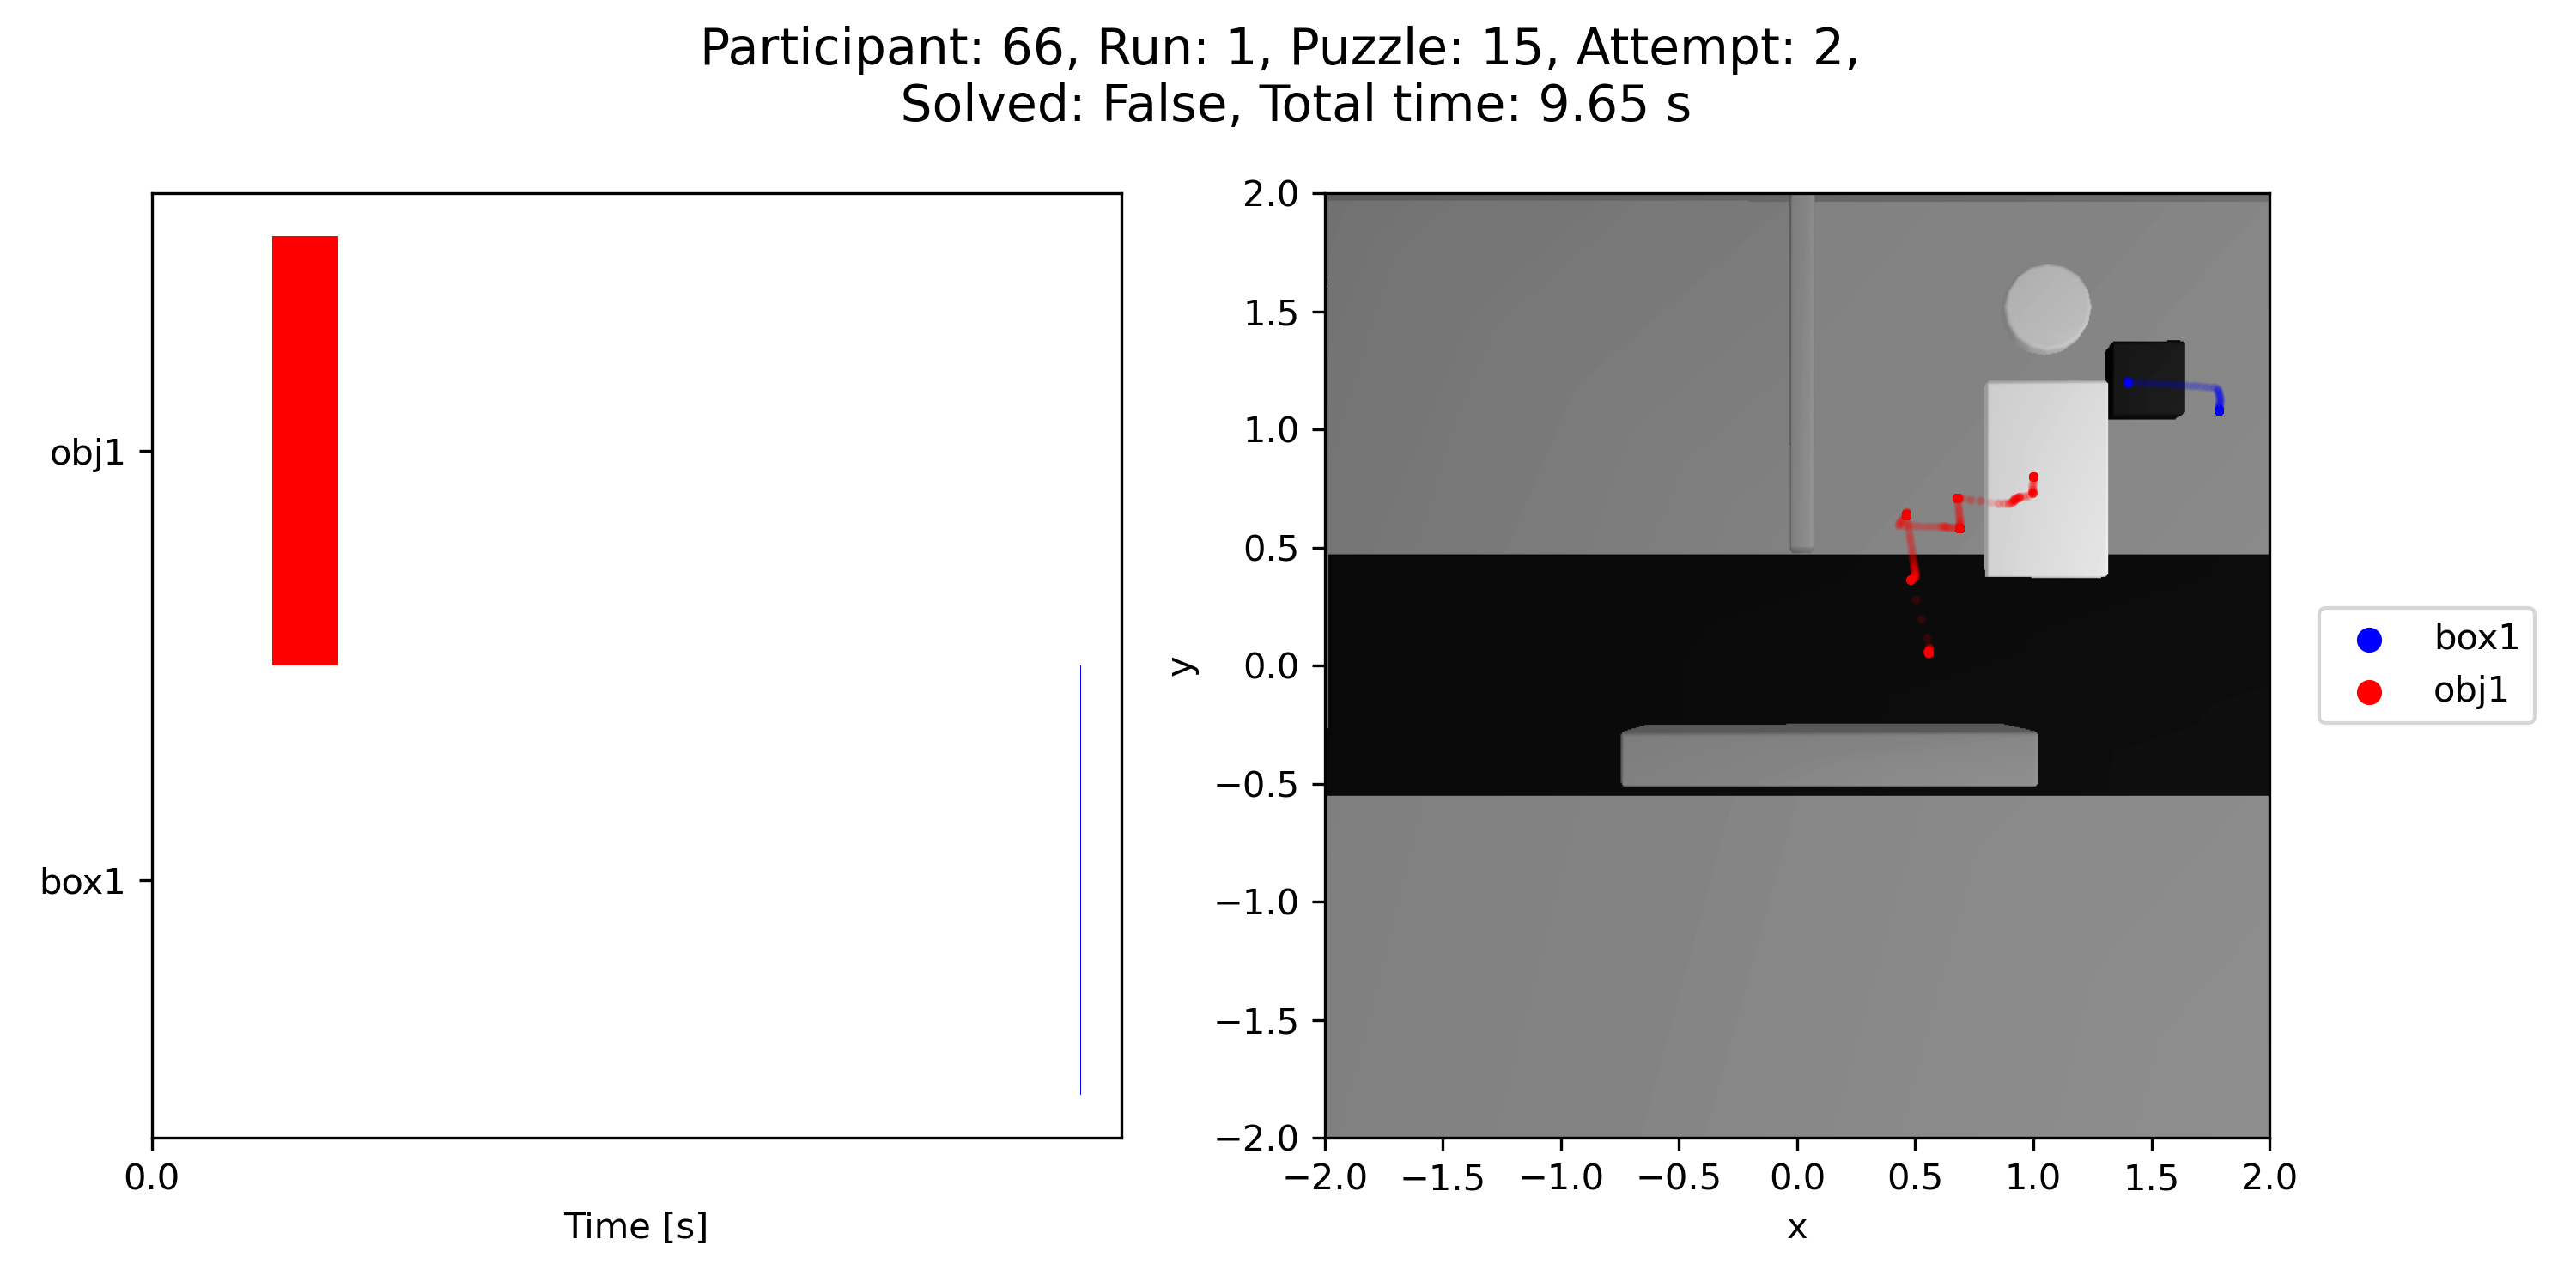 Participant: 66, Run: 1, Puzzle: 15, Attempt: 2,
Solved: False, Total time: 9.65 s
obj1
box1
0.0
Time [s]
2.0
1.5
1.0
0.5
0.0
−0.5
−1.0
−1.5
−2.0
y
−2.0 −1.5 −1.0 −0.5 0.0 0.5 1.0 1.5 2.0
x
box1
obj1